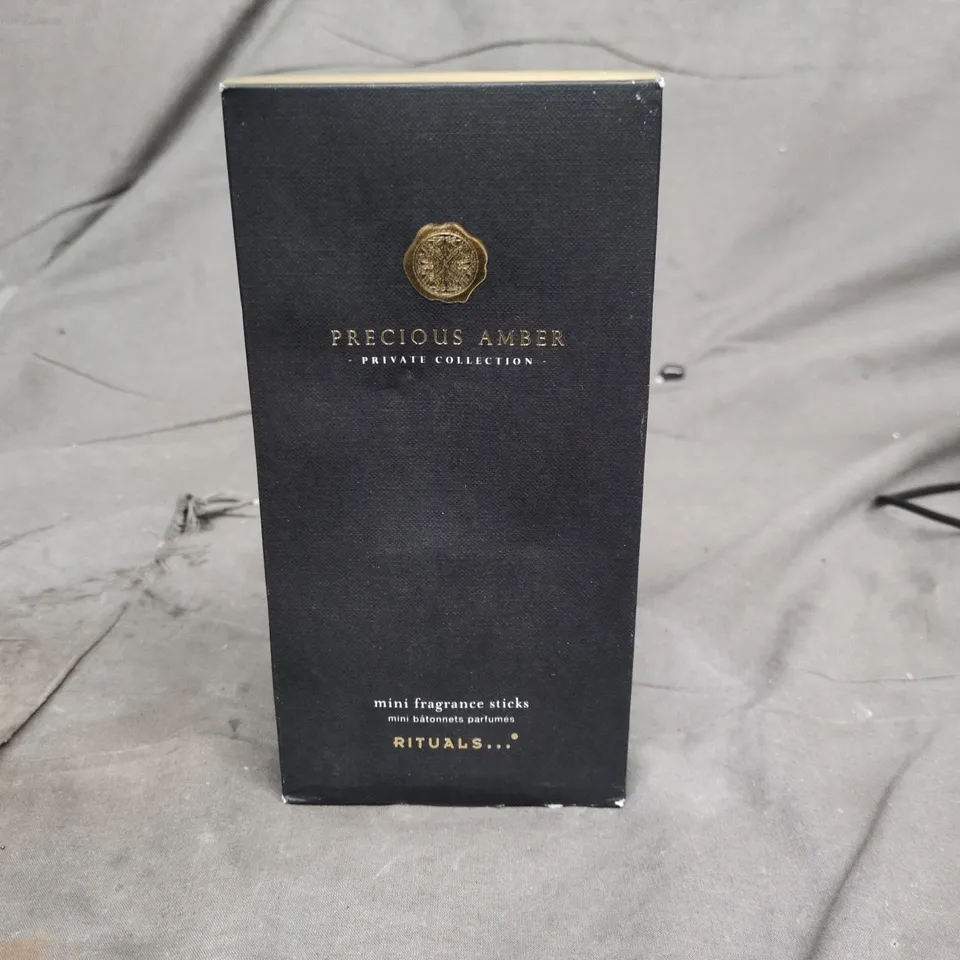 PRECIOUS AMBER
- PRIVATE COLLECTION -
mini fragrance sticks
mini bâtonnets parfumés
RITUALS...